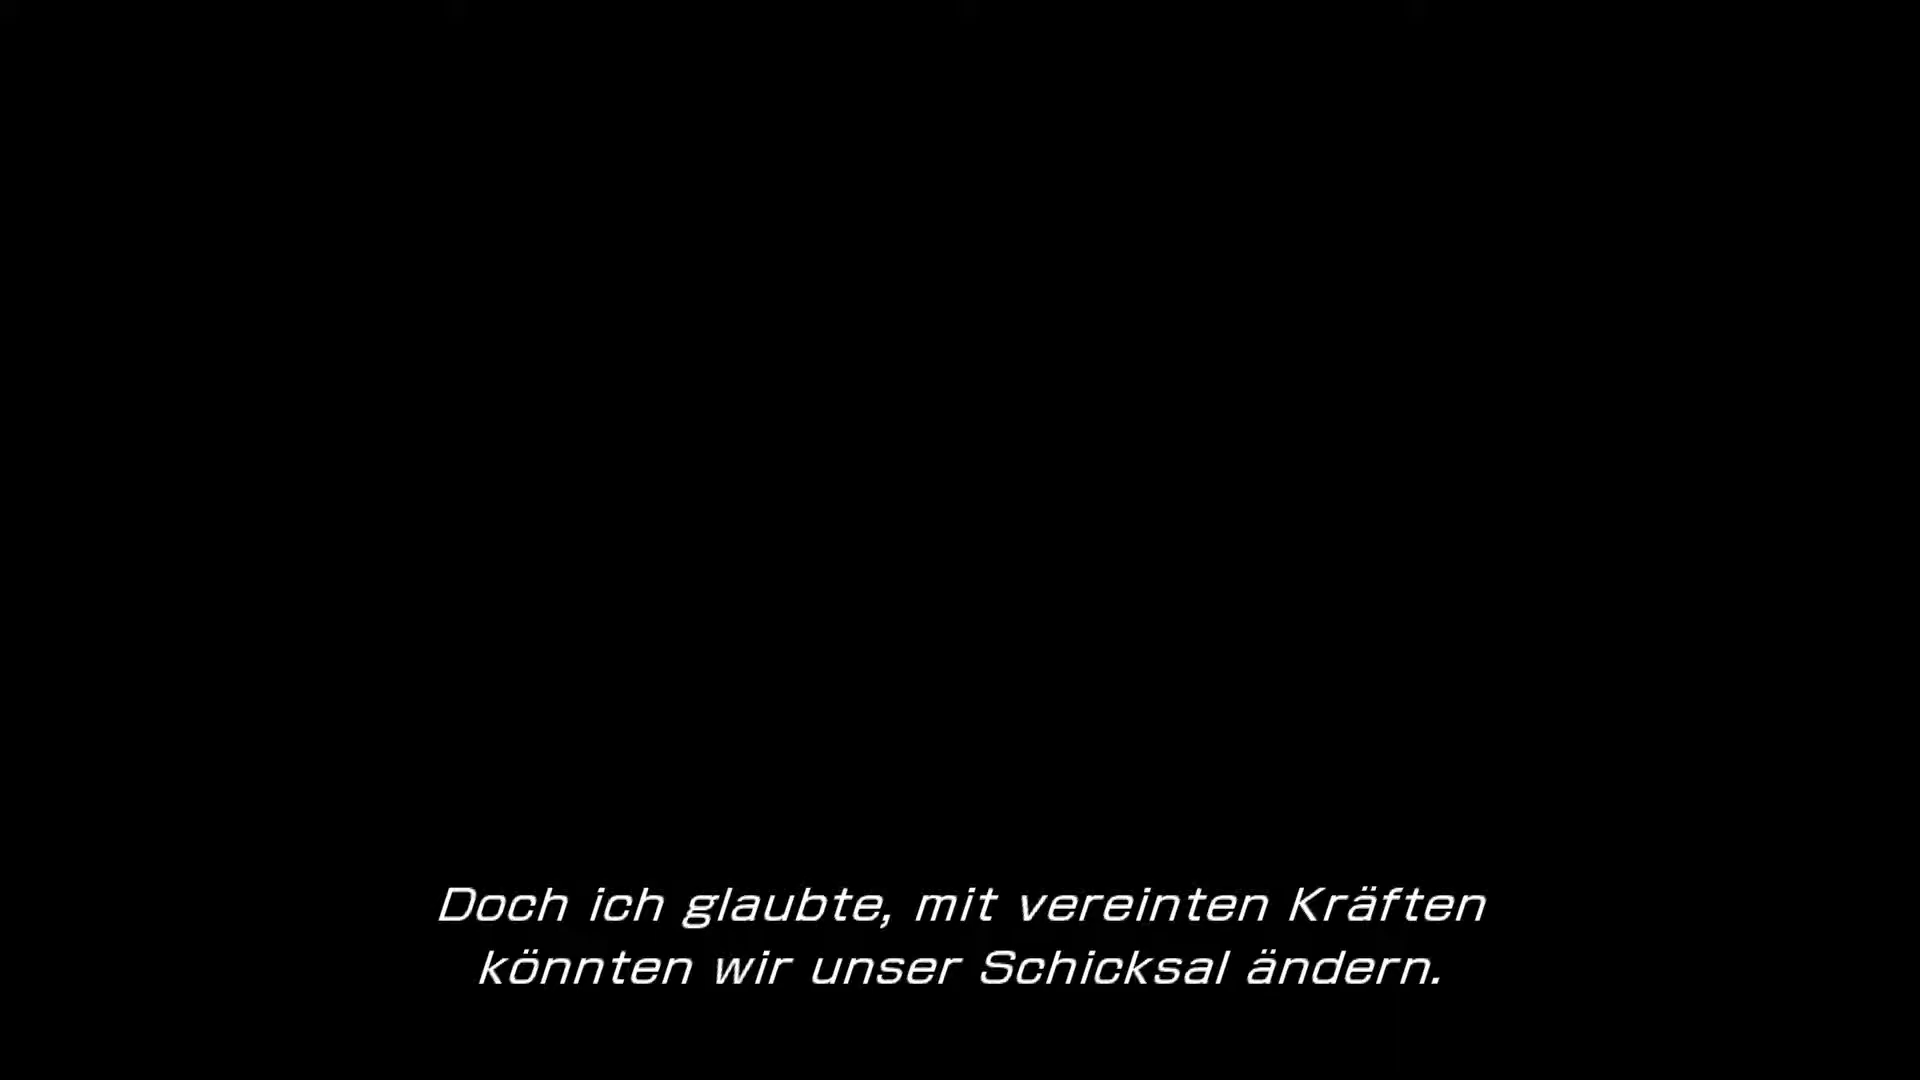 Doch ich glaubte, mit vereinten Kräften
könnten wir unser Schicksal ändern.